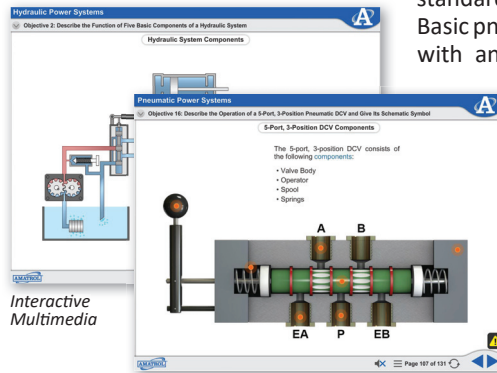 Hydraulic Power Systems
Objective 2: Describe the Function of Five Basic Components of a Hydraulic System
Hydraulic System Components
standard
Basic pn
with an
Pneumatic Power Systems
Objective 16: Describe the Operation of a 5-Port, 3-Position Pneumatic DCV and Give Its Schematic Symbol
5-Port, 3-Position DCV Components
The 5-port, 3-position DCV consists of
the following components:
• Valve Body
• Operator
• Spool
• Springs
A B
EA P EB
AMATROL
Interactive
Multimedia
AMATROL
Page 107 of 131